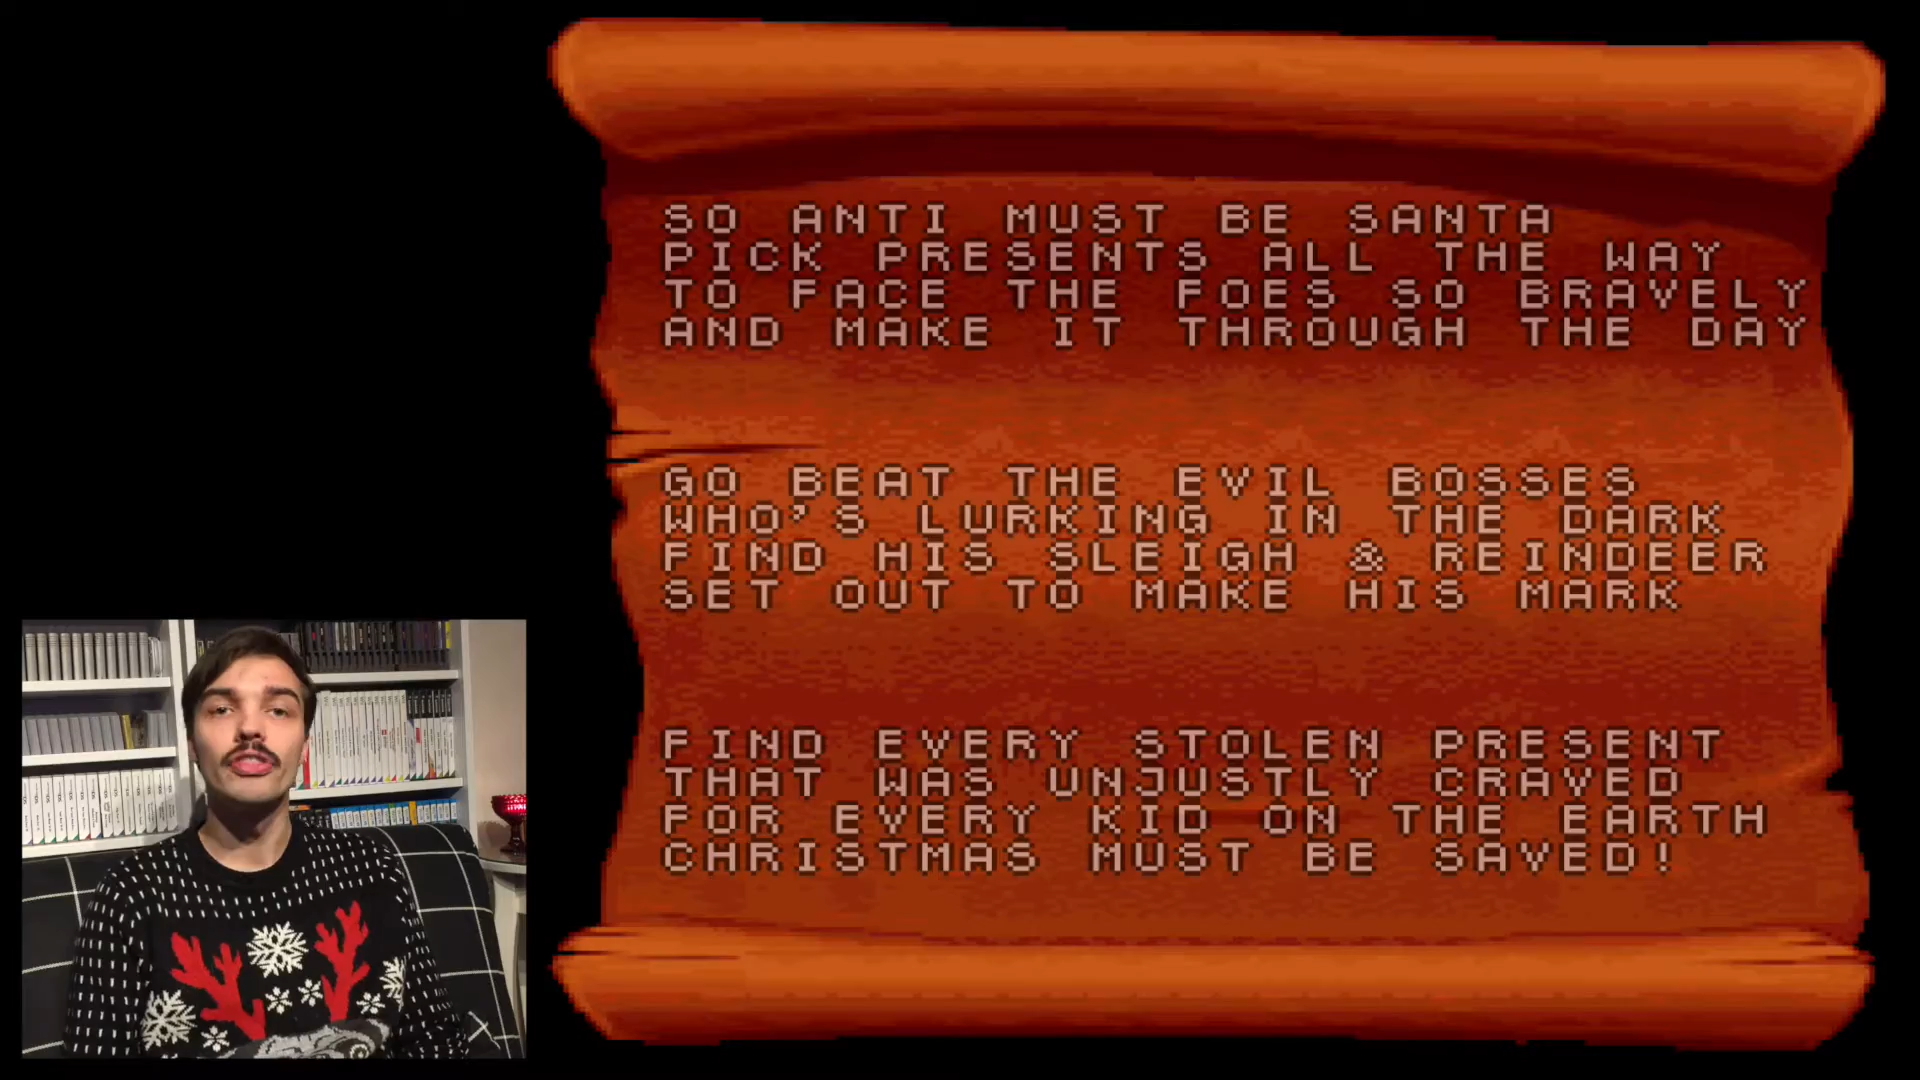 SO ANTI MUST BE SANTA
PICK PRESENTS ALL THE WAY
TO FACE THE FOES SO BRAVELY
AND MAKE IT THROUGH THE DAY
GO BEAT THE EVIL BOSSES
WHO'S LURKING IN THE DARK
FIND HIS SLEIGH & REINDEER
SET OUT TO MAKE HIS MARK
FIND EVERY STOLEN PRESENT
THAT WAS UNJUSTLY CRAVED
FOR EVERY KID ON THE EARTH
CHRISTMAS MUST BE SAVED!